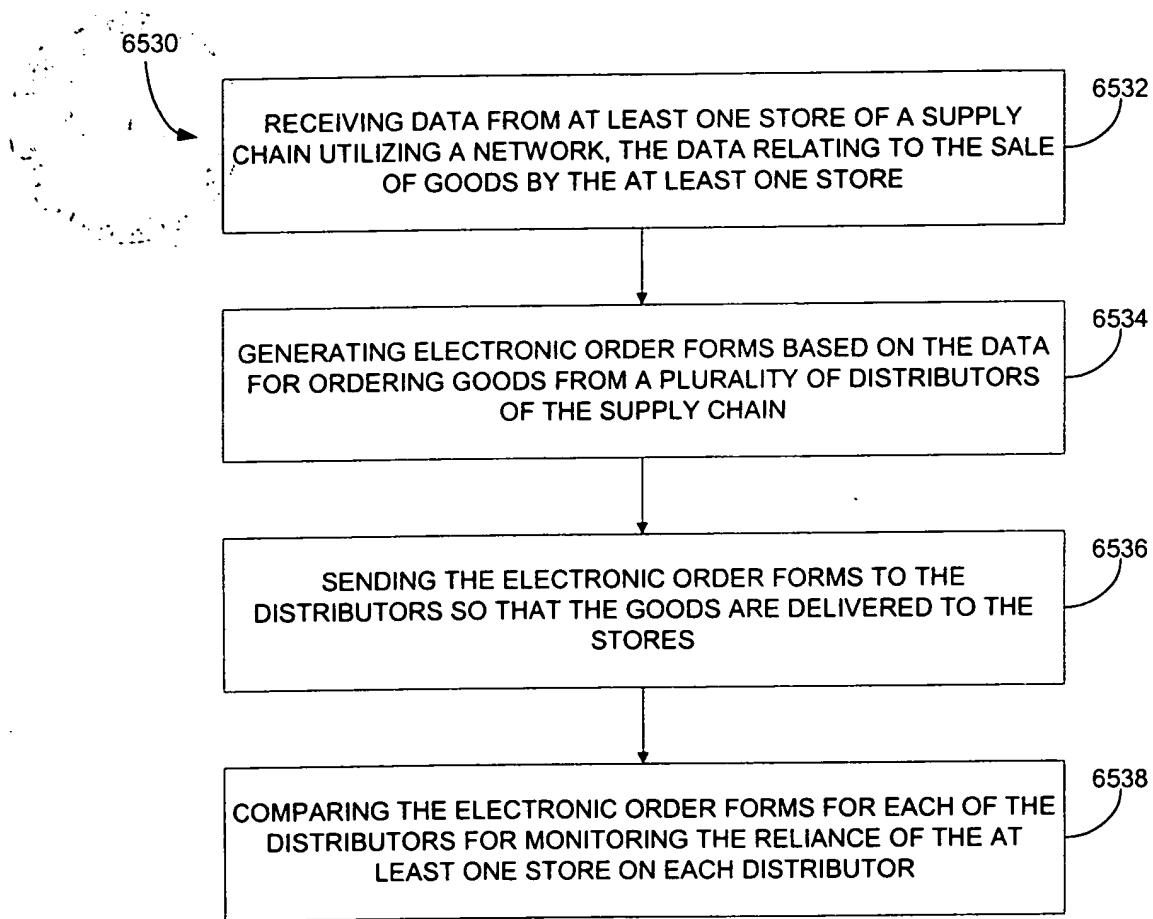 6530
6532
RECEIVING DATA FROM AT LEAST ONE STORE OF A SUPPLY
CHAIN UTILIZING A NETWORK, THE DATA RELATING TO THE SALE
OF GOODS BY THE AT LEAST ONE STORE
6534
GENERATING ELECTRONIC ORDER FORMS BASED ON THE DATA
FOR ORDERING GOODS FROM A PLURALITY OF DISTRIBUTORS
OF THE SUPPLY CHAIN
6536
SENDING THE ELECTRONIC ORDER FORMS TO THE
DISTRIBUTORS SO THAT THE GOODS ARE DELIVERED TO THE
STORES
6538
COMPARING THE ELECTRONIC ORDER FORMS FOR EACH OF THE
DISTRIBUTORS FOR MONITORING THE RELIANCE OF THE AT
LEAST ONE STORE ON EACH DISTRIBUTOR